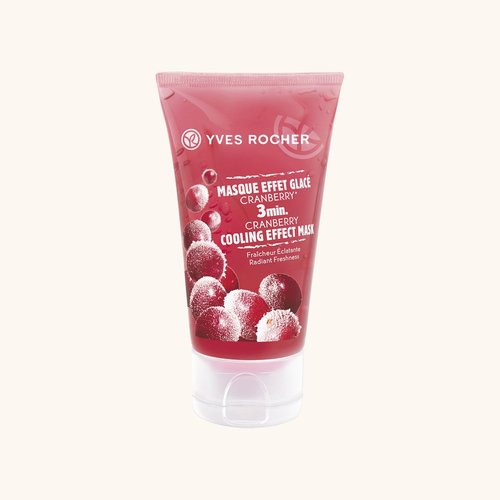 YVES ROCHER
MASQUE EFFET GLACÉ
CRANBERRY*
3min.
CRANBERRY
COOLING EFFECT MASK
Fraîcheur Éclatante
Radiant Freshness